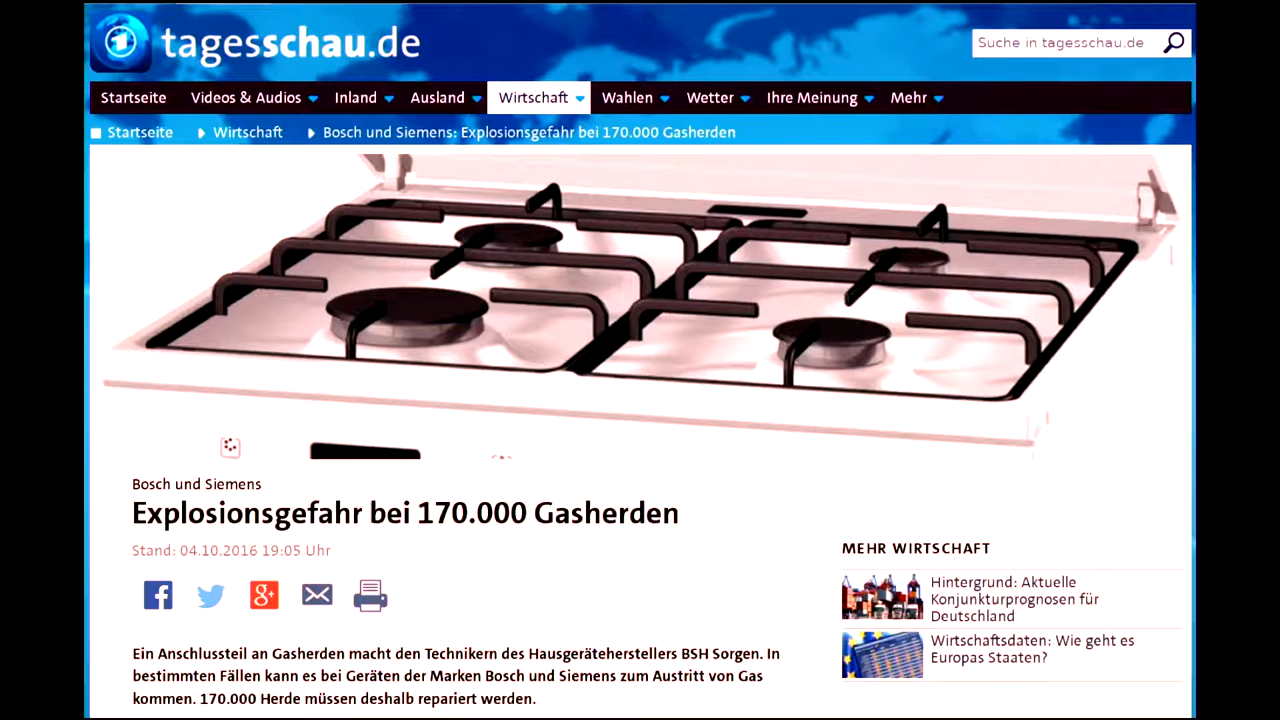 tagesschau.de
Suche in tagesschau.de
Startseite Videos & Audios Inland Ausland Wirtschaft Wahlen Wetter Ihre Meinung Mehr
Startseite Wirtschaft Bosch und Siemens: Explosionsgefahr bei 170.000 Gasherden
Bosch und Siemens
Explosionsgefahr bei 170.000 Gasherden
Stand: 04.10.2016 19:05 Uhr
Ein Anschlussteil an Gasherden macht den Technikern des Hausgeräteherstellers BSH Sorgen. In
bestimmten Fällen kann es bei Geräten der Marken Bosch und Siemens zum Austritt von Gas
kommen. 170.000 Herde müssen deshalb repariert werden.
MEHR WIRTSCHAFT
Hintergrund: Aktuelle
Konjunkturprognosen für
Deutschland
Wirtschaftsdaten: Wie geht es
Europas Staaten?